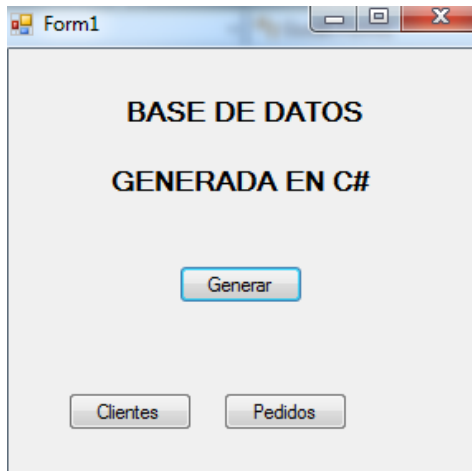 Form1
BASE DE DATOS
GENERADA EN C#
Generar
Clientes Pedidos